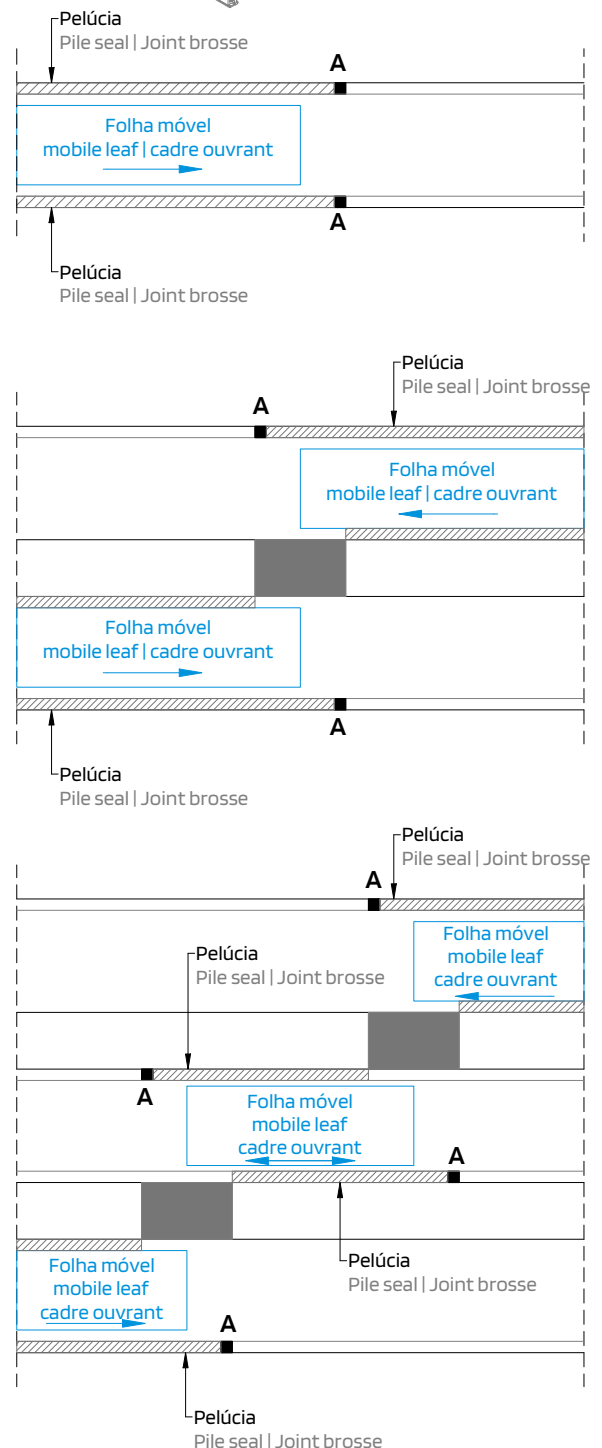 Pelúcia
Pile seal | Joint brosse
A
Folha móvel
mobile leaf | cadre ouvrant
A
Pelúcia
Pile seal | Joint brosse
Pelúcia
Pile seal | Joint brosse
A
Folha móvel
mobile leaf | cadre ouvrant
Folha móvel
mobile leaf | cadre ouvrant
A
Pelúcia
Pile seal | Joint brosse
Pelúcia
Pile seal | Joint brosse
A
Folha móvel
mobile leaf
cadre ouvrant
Pelúcia
Pile seal | Joint brosse
A
Folha móvel
mobile leaf
cadre ouvrant
A
Pelúcia
Pile seal | Joint brosse
Folha móvel
mobile leaf
cadre ouvrant
A
Pelúcia
Pile seal | Joint brosse